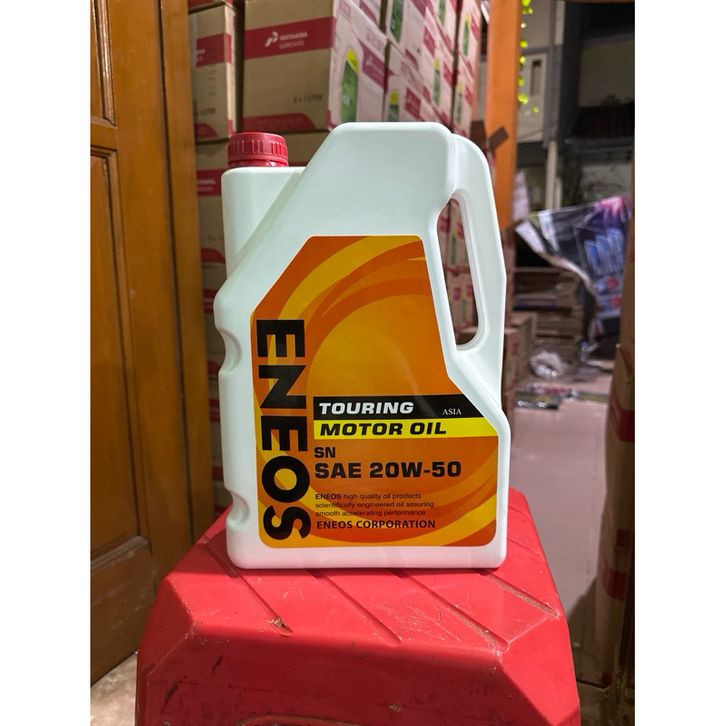 PERTAMINA
ENEOS
TOURING ASIA
MOTOR OIL
SN
SAE 20W-50
ENEOS high quality oil products
scientifically engineered oil assuring
smooth accelerating performance
ENEOS CORPORATION